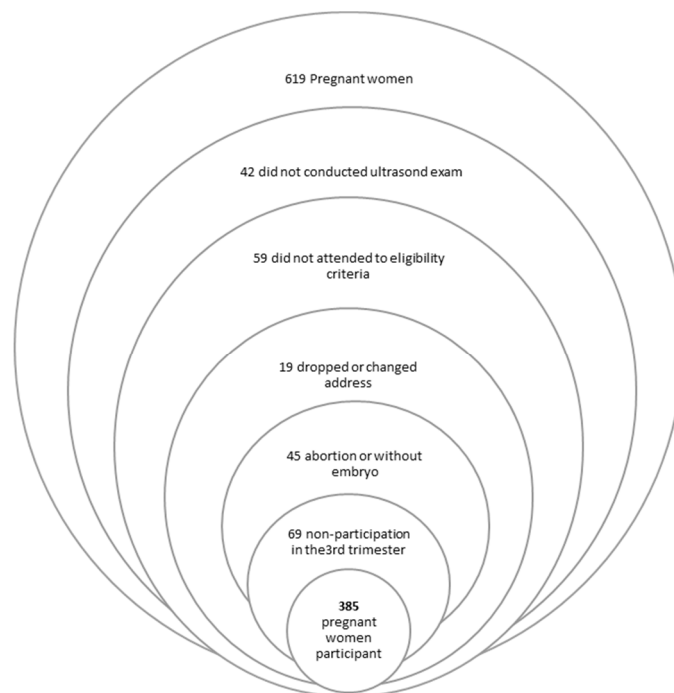 619 Pregnant women
42 did not conducted ultrasond exam
59 did not attended to eligibility
criteria
19 dropped or changed
address
45 abortion or without
embryo
69 non-participation
in the3rd trimester
385
pregnant
women
participant